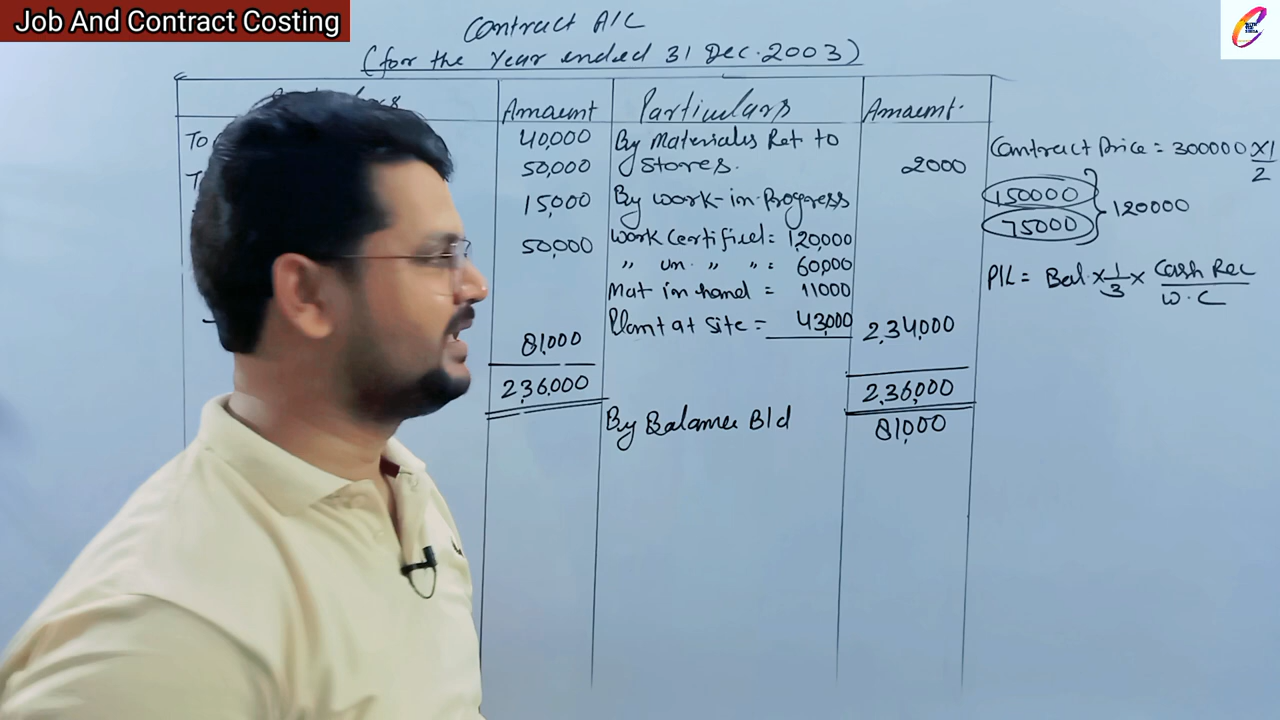 Job And Contract Costing
Contract A/C
(for the Year ended 31 Dec. 2003)
Amount Particulars Amount.
To 40,000 By Materials Ret to
50,000 Stores. 2000
15,000 By Work-in-Progress
50,000 Work Certified = 1,20,000
" un " " = 60,000
Mat in hand = 11000
81,000 Plant at Site = 43,000 2,34,000
2,36,000 2,36,000
By Balance B/d 81,000
Contract Price = 300000 × 1/2
150000
75000 } 120000
P/L = Bal × 1/3 × Cash Rec / W.C